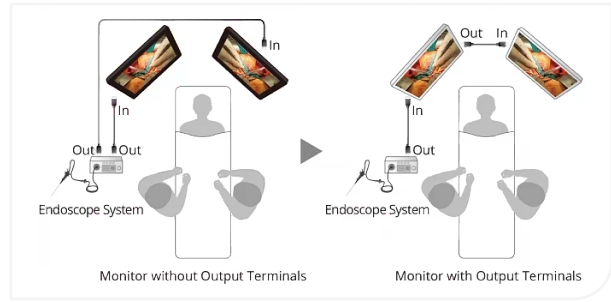 In
In
Out Out
Endoscope System
Monitor without Output Terminals
Out In
In
Out
Endoscope System
Monitor with Output Terminals